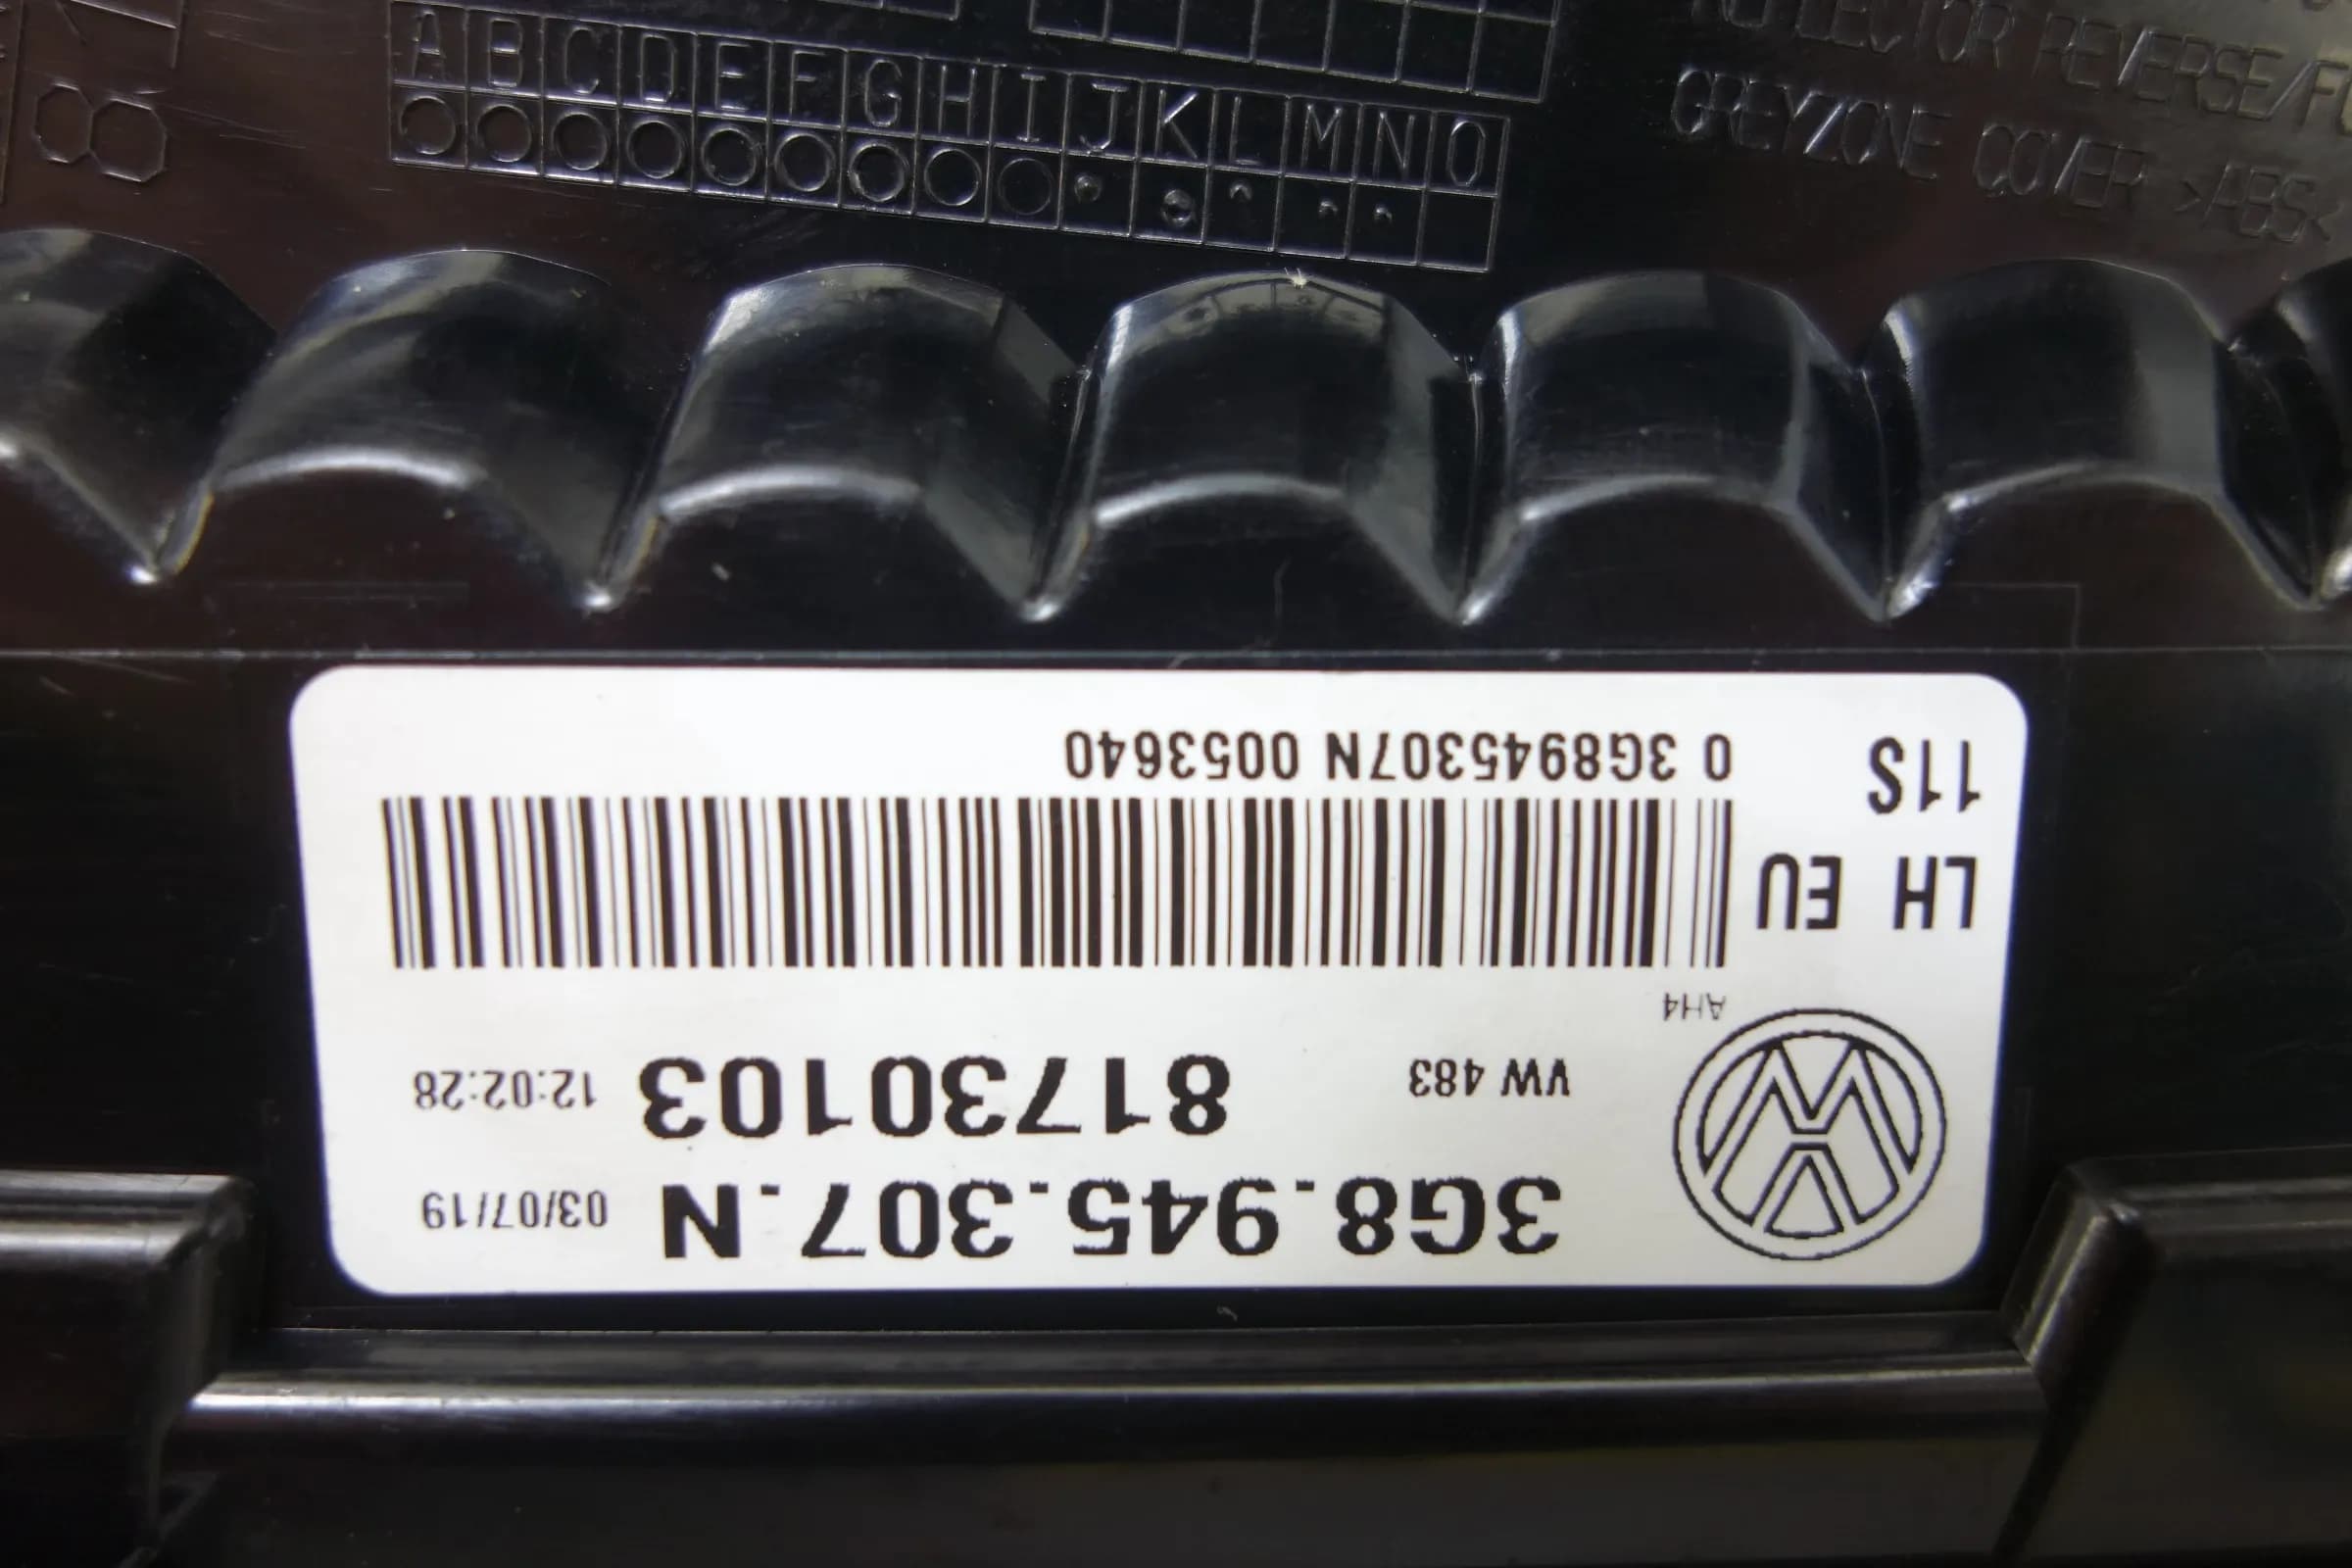 A B C D E F G H I J K L M N O
8
REFLECTOR REVERSE/
GREYZONE COVER >ABS<
3G8.945.307.N 03/07/19
VW 483 81730103 12:02:28
AH4
LH EU
11S
0 3G8945307N 0053640